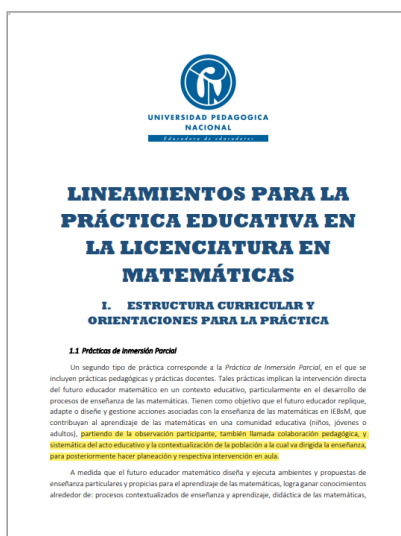 UNIVERSIDAD PEDAGOGICA
NACIONAL
Educadora de educadores
LINEAMIENTOS PARA LA
PRÁCTICA EDUCATIVA EN
LA LICENCIATURA EN
MATEMÁTICAS
I. ESTRUCTURA CURRICULAR Y
ORIENTACIONES PARA LA PRÁCTICA
1.1 Prácticas de Inmersión Parcial
Un segundo tipo de práctica corresponde a la Práctica de Inmersión Parcial, en el que se
incluyen prácticas pedagógicas y prácticas docentes. Tales prácticas implican la intervención directa
del futuro educador matemático en un contexto educativo, particularmente en el desarrollo de
procesos de enseñanza de las matemáticas. Tienen como objetivo que el futuro educador replique,
adapte o diseñe y gestione acciones asociadas con la enseñanza de las matemáticas en IEBsM, que
contribuyan al aprendizaje de las matemáticas en una comunidad educativa (niños, jóvenes o
adultos), partiendo de la observación participante, también llamada colaboración pedagógica, y
sistemática del acto educativo y la contextualización de la población a la cual va dirigida la enseñanza,
para posteriormente hacer planeación y respectiva intervención en aula.
A medida que el futuro educador matemático diseña y ejecuta ambientes y propuestas de
enseñanza particulares y propicias para el aprendizaje de las matemáticas, logra ganar conocimientos
alrededor de: procesos contextualizados de enseñanza y aprendizaje, didáctica de las matemáticas,